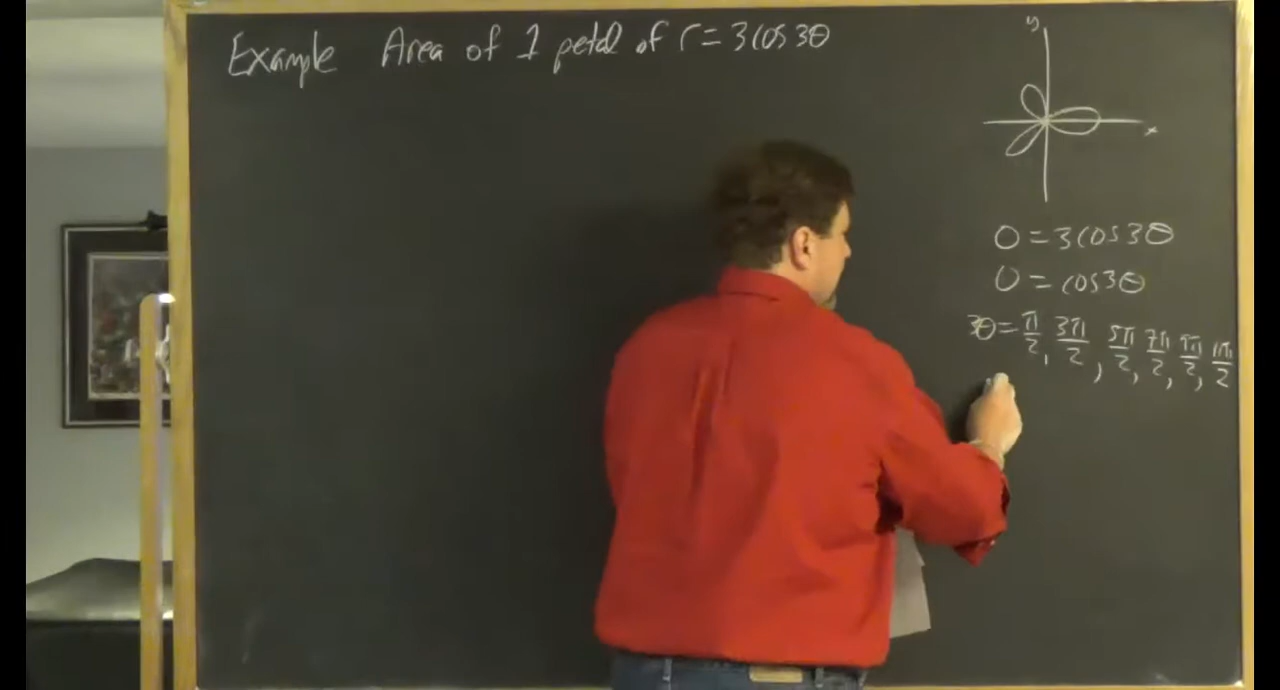 Example Area of 1 petal of r = 3cos3θ
y
x
0 = 3cos3θ
0 = cos3θ
3θ = π/2, 3π/2, 5π/2, 7π/2, 9π/2, 11π/2